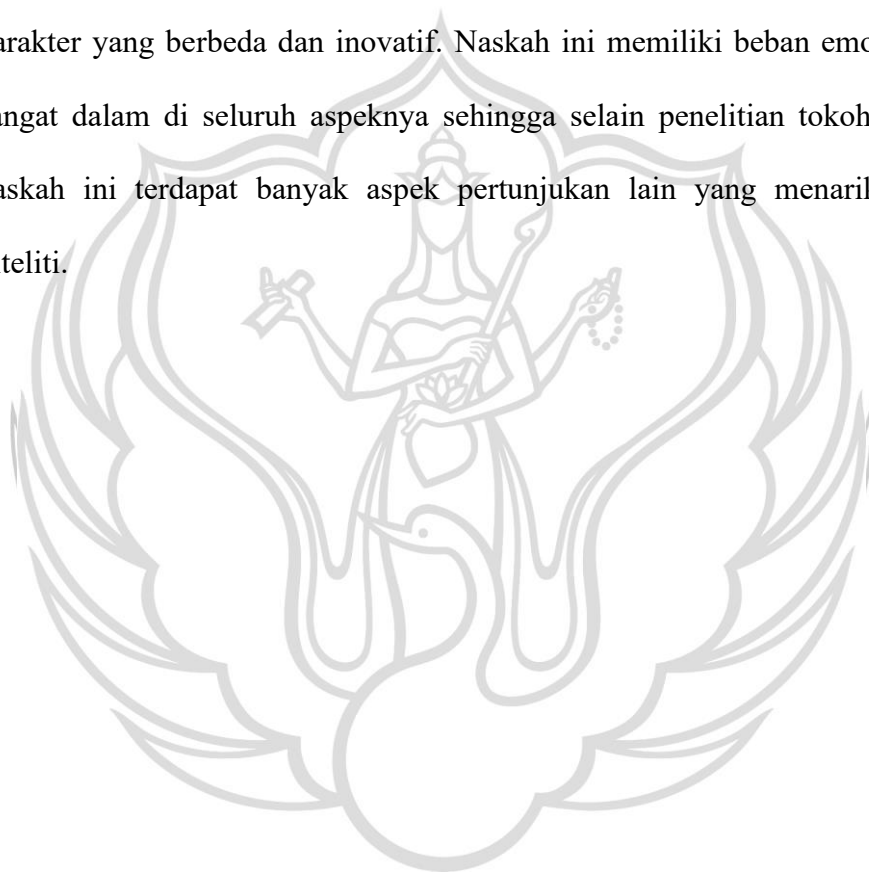 arakter yang berbeda dan inovatif. Naskah ini memiliki beban emo
angat dalam di seluruh aspeknya sehingga selain penelitian tokoh
askah ini terdapat banyak aspek pertunjukan lain yang menarik
teliti.